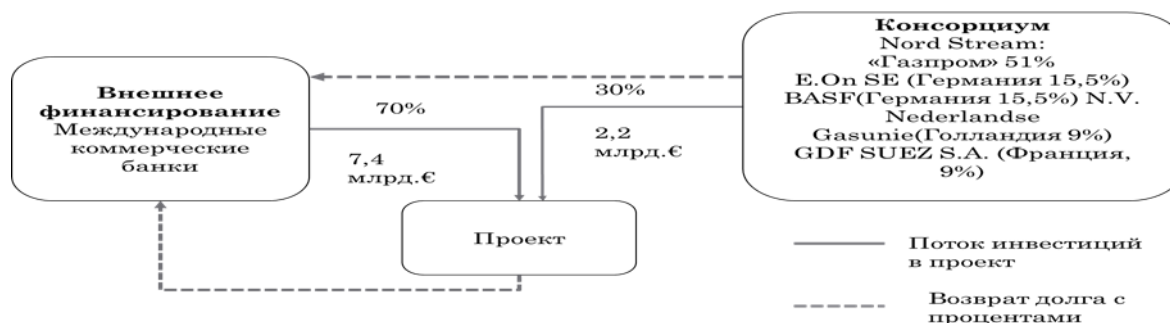 Внешнее
финансирование
Международные
коммерческие
банки
70%
7,4
млрд.€
30%
2,2
млрд.€
Консорциум
Nord Stream:
«Газпром» 51%
E.On SE (Германия 15,5%)
BASF(Германия 15,5%) N.V.
Nederlandse
Gasunie(Голландия 9%)
GDF SUEZ S.A. (Франция,
9%)
Проект
Поток инвестиций
в проект
Возврат долга с
процентами